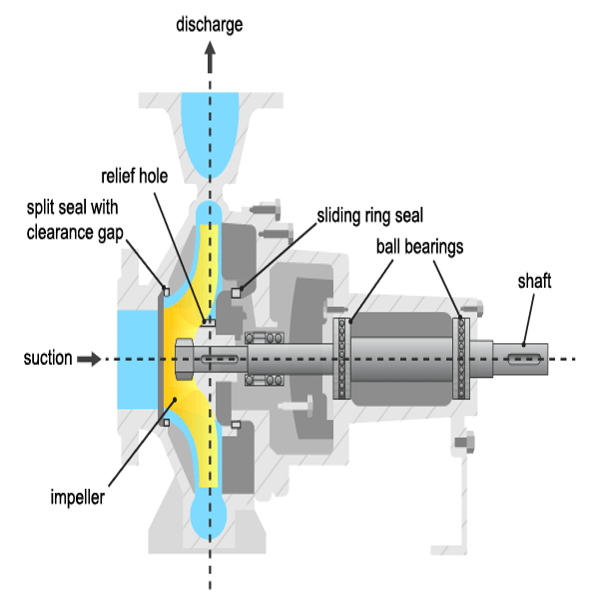 discharge
relief hole
split seal with
clearance gap
sliding ring seal
ball bearings
shaft
suction
impeller